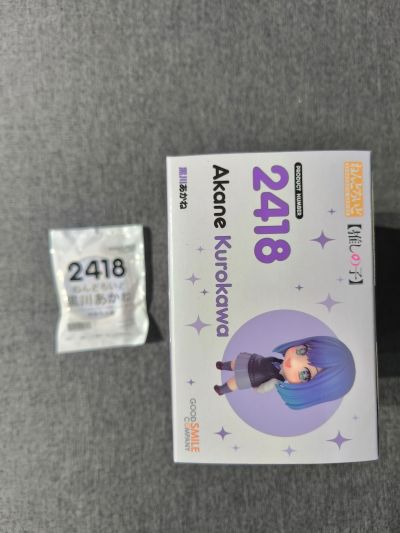 2418
ねんどろいど
黒川あかね
ねんどろいど
【推しの子】
PRODUCT NUMBER
2418
Akane Kurokawa
黒川あかね
GOOD
SMILE
COMPANY